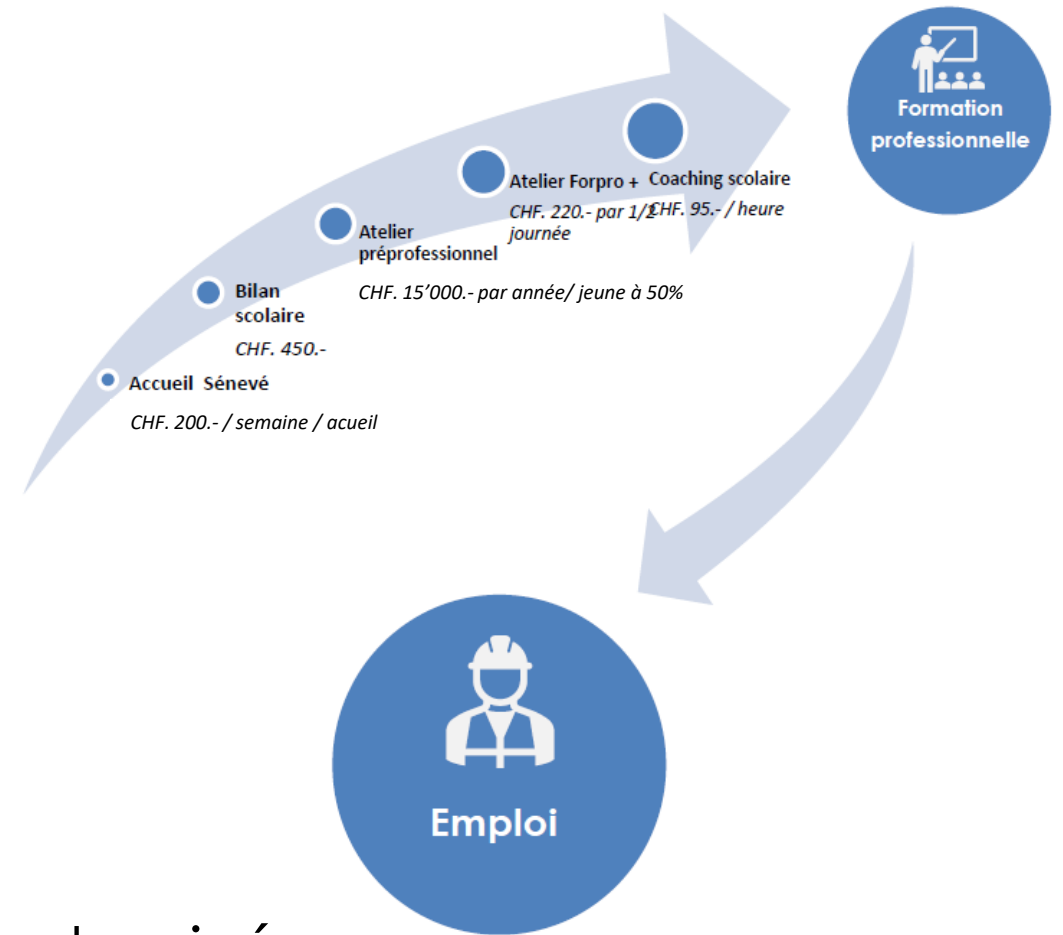 Formation
professionnelle
Atelier Forpro +
CHF. 220.- par 1/2
journée
Coaching scolaire
CHF. 95.- / heure
Atelier
préprofessionnel
CHF. 15’000.- par année/ jeune à 50%
Bilan
scolaire
CHF. 450.-
Accueil Sénevé
CHF. 200.- / semaine / acueil
Emploi